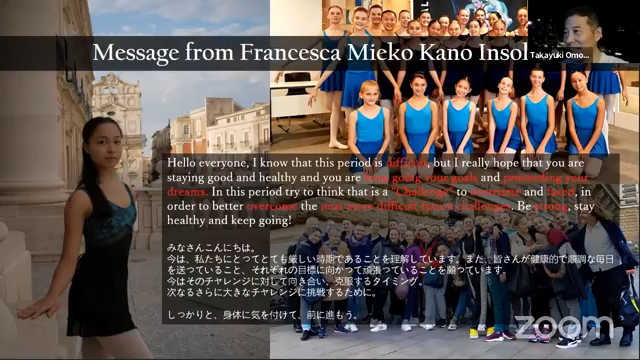 Message from Francesca Mieko Kano Insol
Takayuki Omo...
Hello everyone, I know that this period is difficult, but I really hope that you are
staying good and healthy and you are keep going your goals and proceeding your
dreams. In this period try to think that is a "Challenge" to overcome and faced, in
order to better overcome the next more difficult future challenges. Be strong, stay
healthy and keep going!
みなさんこんにちは。
今は、私たちにとってとても厳しい時期であることを理解しています。また、皆さんが健康的で順調な毎日
を送っていること、それぞれの目標に向かって頑張っていることを願っています。
今はそのチャレンジに対して向き合い、克服するタイミング。
次なるさらに大きなチャレンジに挑戦するために。
しっかりと、身体に気を付けて、前に進もう。
zoom